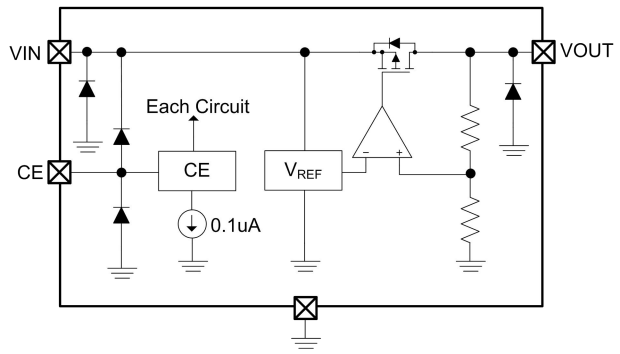 VIN
VOUT
Each Circuit
CE
CE
VREF
- +
0.1uA